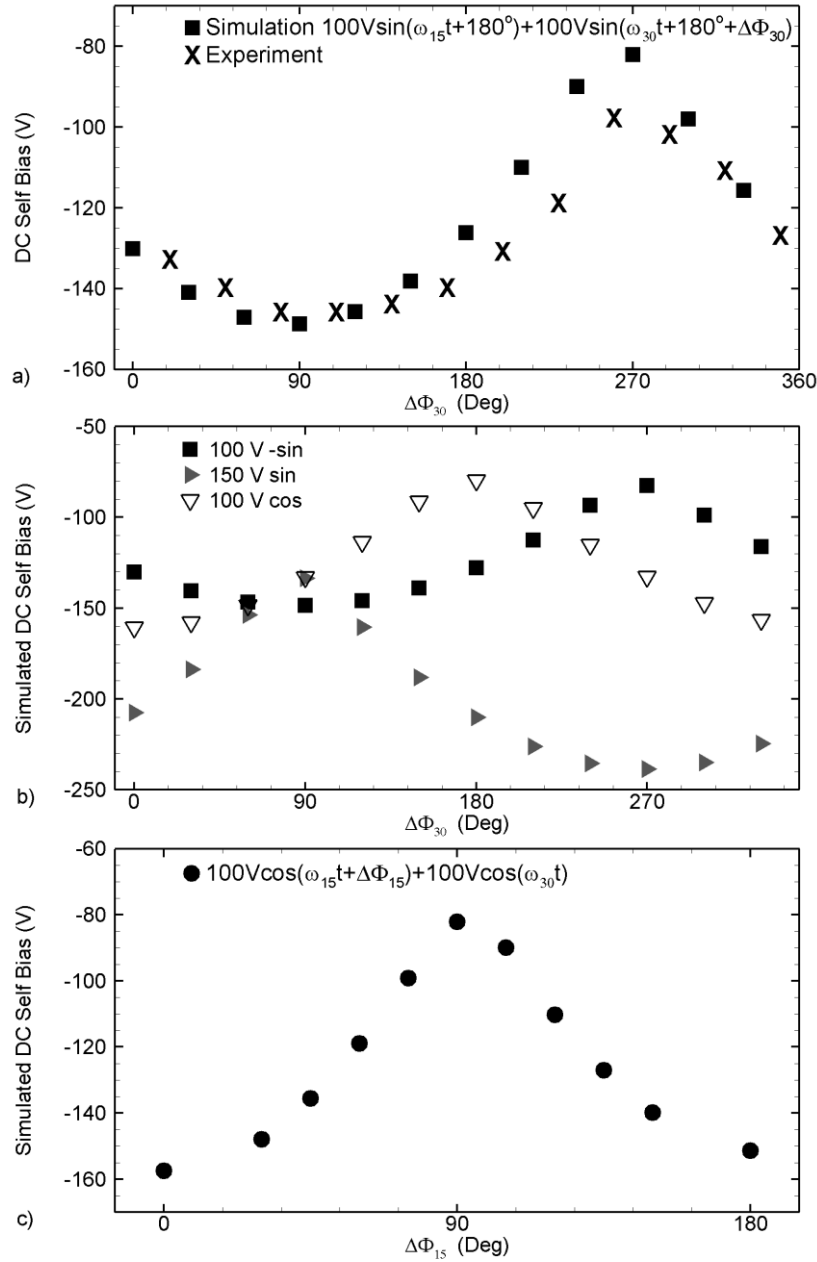 ■ Simulation 100Vsin(ω₁₅t+180°)+100Vsin(ω₃₀t+180°+ΔΦ₃₀)
X Experiment
DC Self Bias (V)
-80
-100
-120
-140
-160
0 90 180 270 360
a)
ΔΦ₃₀ (Deg)
100 V -sin
150 V sin
100 V cos
Simulated DC Self Bias (V)
-50
-100
-150
-200
-250
0 90 180 270
b)
ΔΦ₃₀ (Deg)
100Vcos(ω₁₅t+ΔΦ₁₅)+100Vcos(ω₃₀t)
Simulated DC Self Bias (V)
-60
-80
-100
-120
-140
-160
0 90 180
c)
ΔΦ₁₅ (Deg)